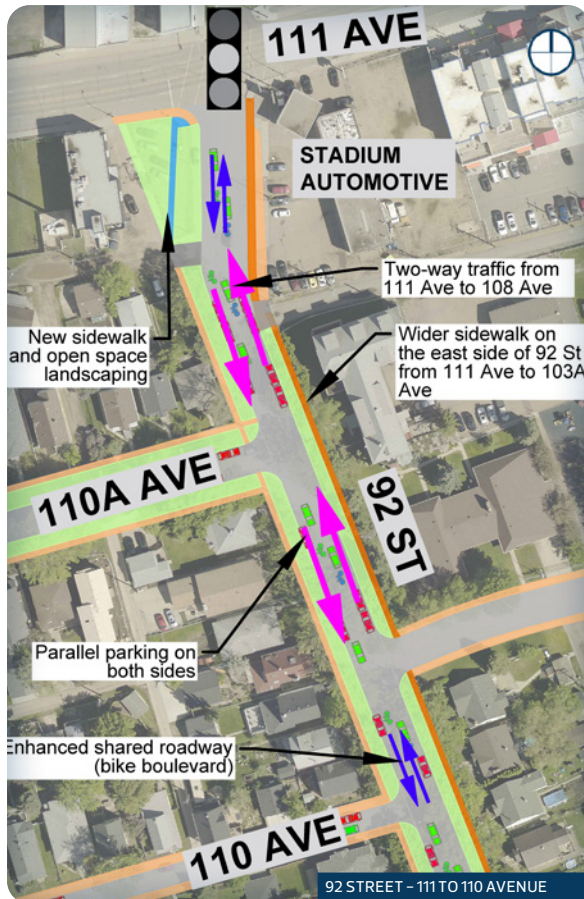 111 AVE
STADIUM
AUTOMOTIVE
Two-way traffic from
111 Ave to 108 Ave
New sidewalk
and open space
landscaping
Wider sidewalk on
the east side of 92 St
from 111 Ave to 103A
Ave
110A AVE
92 ST
Parallel parking on
both sides
Enhanced shared roadway
(bike boulevard)
110 AVE
92 STREET – 111 TO 110 AVENUE